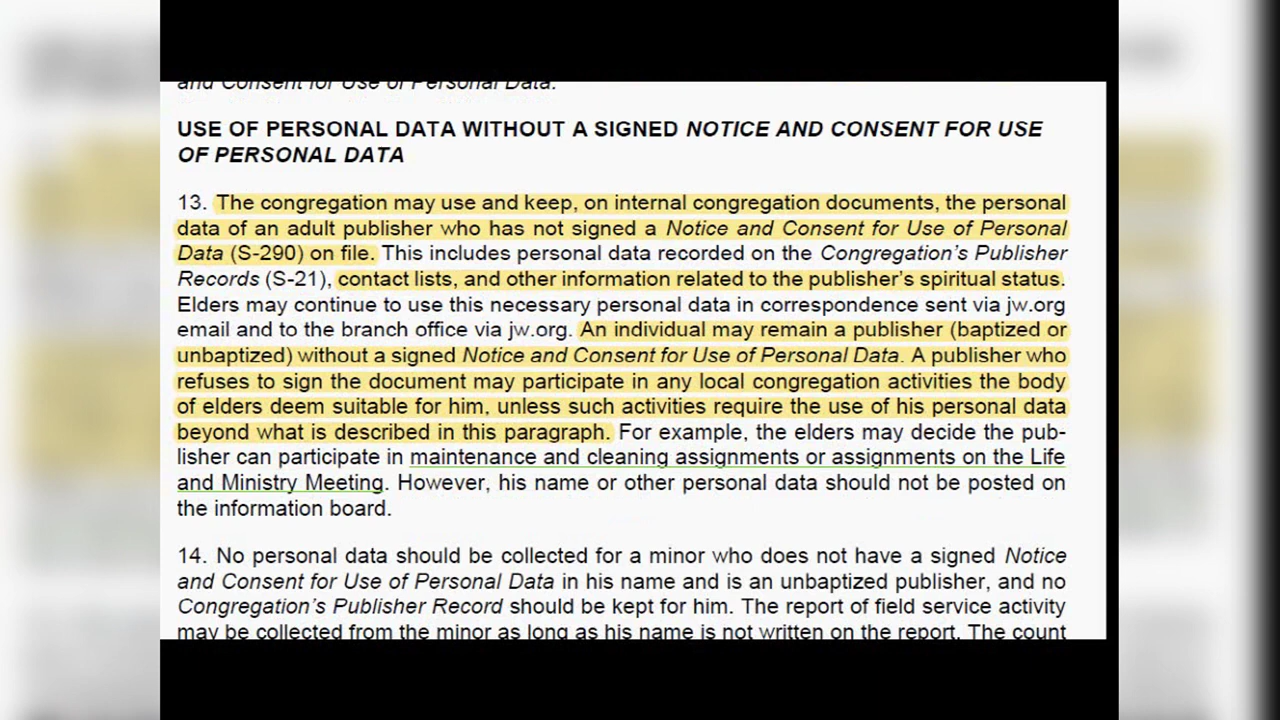 and Consent for Use of Personal Data.
USE OF PERSONAL DATA WITHOUT A SIGNED NOTICE AND CONSENT FOR USE
OF PERSONAL DATA
13. The congregation may use and keep, on internal congregation documents, the personal
data of an adult publisher who has not signed a Notice and Consent for Use of Personal
Data (S-290) on file. This includes personal data recorded on the Congregation’s Publisher
Records (S-21), contact lists, and other information related to the publisher’s spiritual status.
Elders may continue to use this necessary personal data in correspondence sent via jw.org
email and to the branch office via jw.org. An individual may remain a publisher (baptized or
unbaptized) without a signed Notice and Consent for Use of Personal Data. A publisher who
refuses to sign the document may participate in any local congregation activities the body
of elders deem suitable for him, unless such activities require the use of his personal data
beyond what is described in this paragraph. For example, the elders may decide the pub-
lisher can participate in maintenance and cleaning assignments or assignments on the Life
and Ministry Meeting. However, his name or other personal data should not be posted on
the information board.
14. No personal data should be collected for a minor who does not have a signed Notice
and Consent for Use of Personal Data in his name and is an unbaptized publisher, and no
Congregation’s Publisher Record should be kept for him. The report of field service activity
may be collected from the minor as long as his name is not written on the report. The count